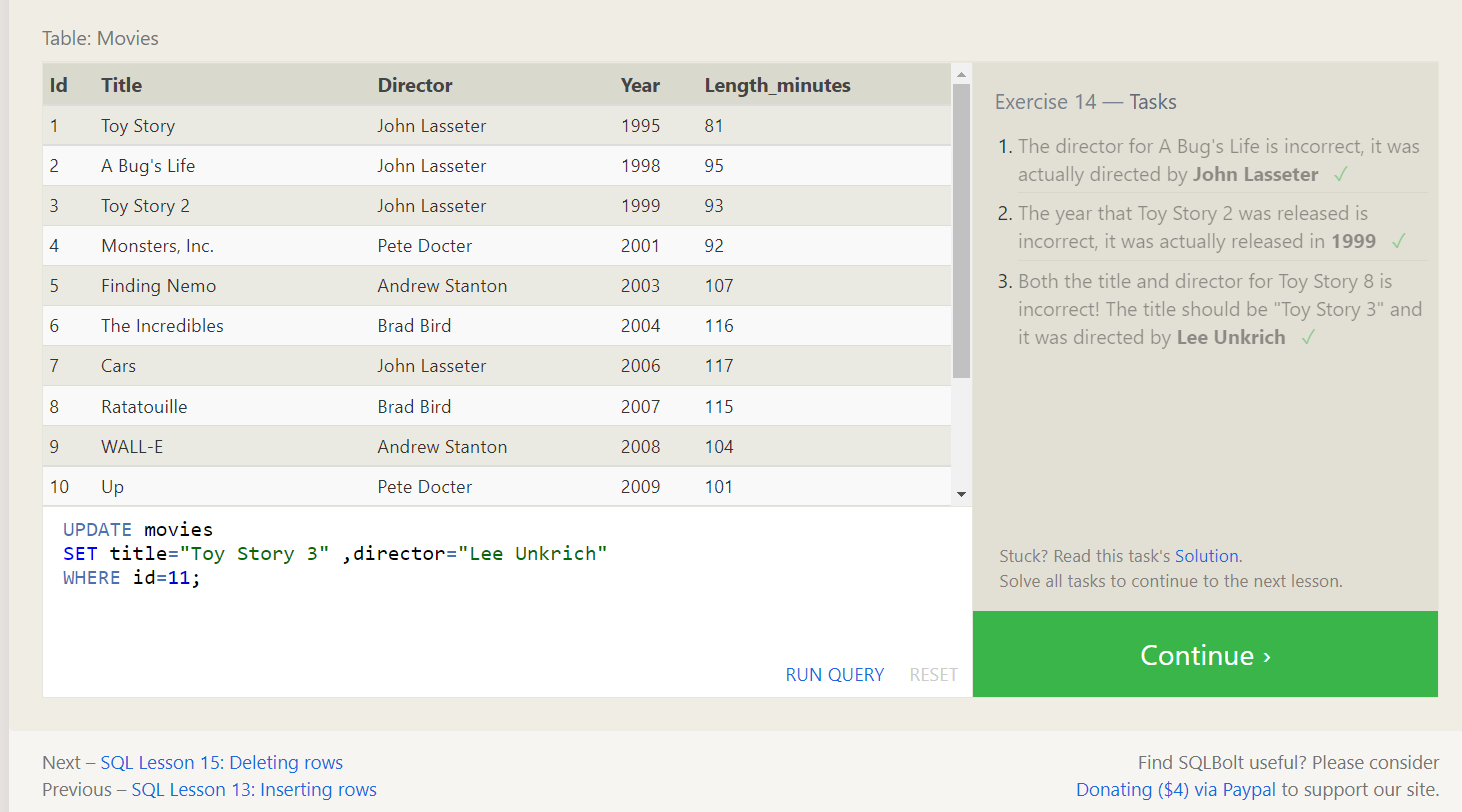 Table: Movies
Id Title Director Year Length_minutes
1 Toy Story John Lasseter 1995 81
2 A Bug's Life John Lasseter 1998 95
3 Toy Story 2 John Lasseter 1999 93
4 Monsters, Inc. Pete Docter 2001 92
5 Finding Nemo Andrew Stanton 2003 107
6 The Incredibles Brad Bird 2004 116
7 Cars John Lasseter 2006 117
8 Ratatouille Brad Bird 2007 115
9 WALL-E Andrew Stanton 2008 104
10 Up Pete Docter 2009 101
UPDATE movies
SET title="Toy Story 3" ,director="Lee Unkrich"
WHERE id=11;
RUN QUERY RESET
Exercise 14 — Tasks
1. The director for A Bug's Life is incorrect, it was
actually directed by John Lasseter ✓
2. The year that Toy Story 2 was released is
incorrect, it was actually released in 1999 ✓
3. Both the title and director for Toy Story 8 is
incorrect! The title should be "Toy Story 3" and
it was directed by Lee Unkrich ✓
Stuck? Read this task's Solution.
Solve all tasks to continue to the next lesson.
Continue ›
Next – SQL Lesson 15: Deleting rows
Previous – SQL Lesson 13: Inserting rows
Find SQLBolt useful? Please consider
Donating ($4) via Paypal to support our site.